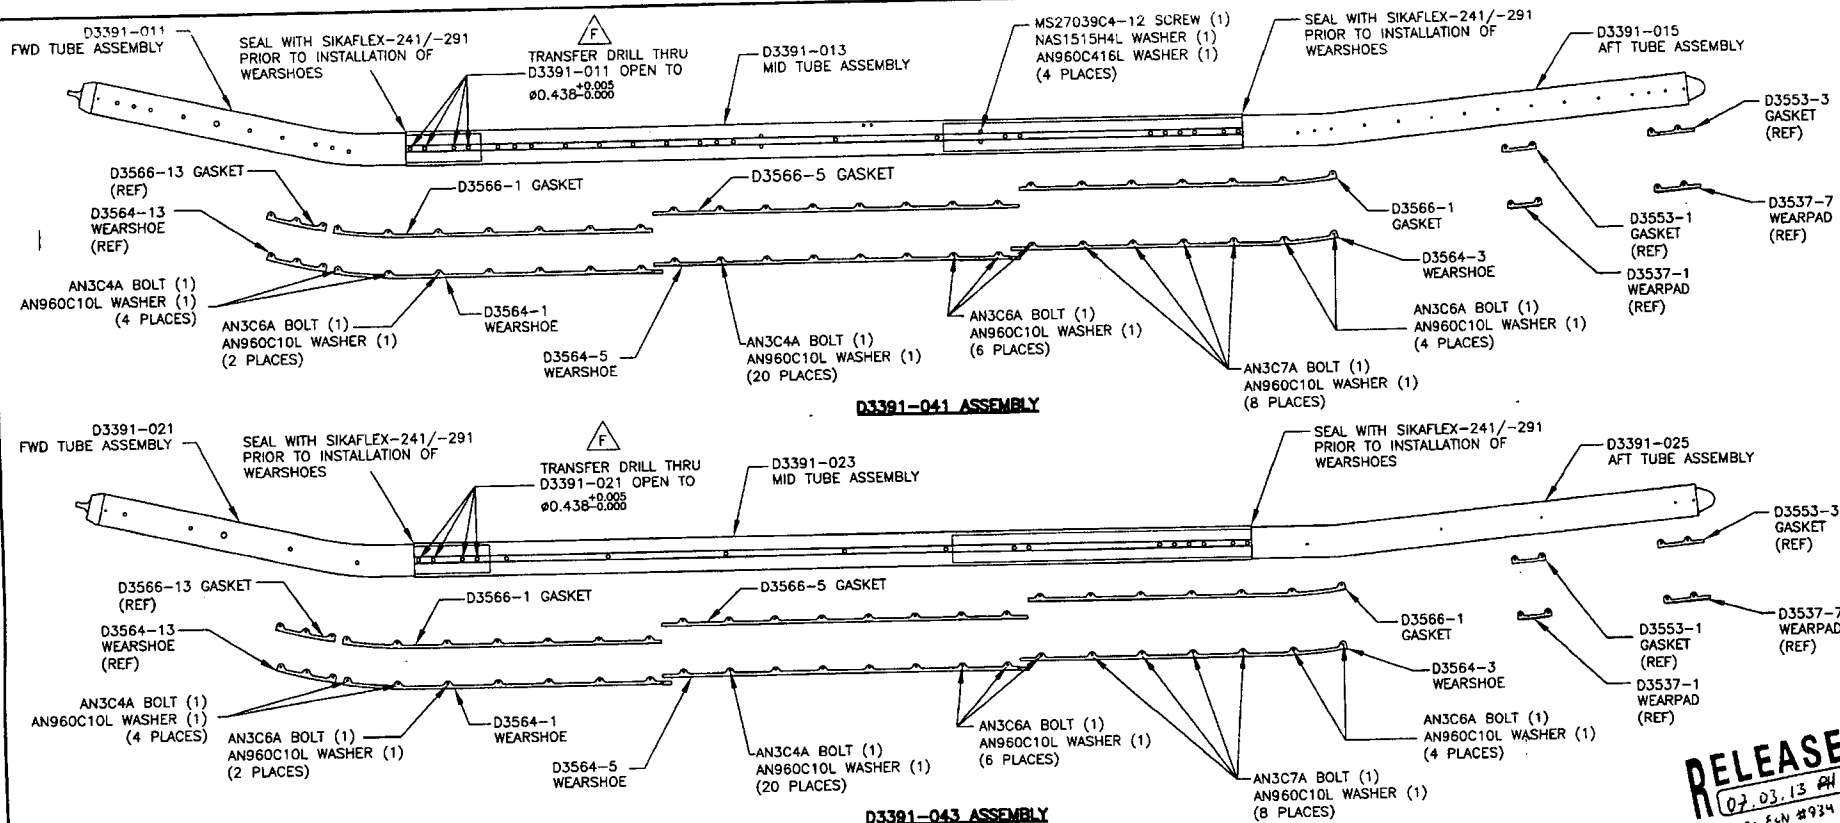 D3391-011
FWD TUBE ASSEMBLY
SEAL WITH SIKAFLEX-241/-291
PRIOR TO INSTALLATION OF
WEARSHOES
F
TRANSFER DRILL THRU
D3391-011 OPEN TO
ø0.438+0.005-0.000
D3391-013
MID TUBE ASSEMBLY
MS27039C4-12 SCREW (1)
NAS1515H4L WASHER (1)
AN960C416L WASHER (1)
(4 PLACES)
SEAL WITH SIKAFLEX-241/-291
PRIOR TO INSTALLATION OF
WEARSHOES
D3391-015
AFT TUBE ASSEMBLY
D3553-3
GASKET
(REF)
D3566-13 GASKET
(REF)
D3566-1 GASKET
D3566-5 GASKET
D3566-1
GASKET
D3553-1
GASKET
(REF)
D3537-7
WEARPAD
(REF)
D3564-13
WEARSHOE
(REF)
D3564-3
WEARSHOE
D3537-1
WEARPAD
(REF)
AN3C4A BOLT (1)
AN960C10L WASHER (1)
(4 PLACES)
AN3C6A BOLT (1)
AN960C10L WASHER (1)
(2 PLACES)
D3564-1
WEARSHOE
D3564-5
WEARSHOE
AN3C4A BOLT (1)
AN960C10L WASHER (1)
(20 PLACES)
AN3C6A BOLT (1)
AN960C10L WASHER (1)
(6 PLACES)
AN3C7A BOLT (1)
AN960C10L WASHER (1)
(8 PLACES)
AN3C6A BOLT (1)
AN960C10L WASHER (1)
(4 PLACES)
D3391-041 ASSEMBLY
D3391-021
FWD TUBE ASSEMBLY
SEAL WITH SIKAFLEX-241/-291
PRIOR TO INSTALLATION OF
WEARSHOES
F
TRANSFER DRILL THRU
D3391-021 OPEN TO
ø0.438+0.005-0.000
D3391-023
MID TUBE ASSEMBLY
SEAL WITH SIKAFLEX-241/-291
PRIOR TO INSTALLATION OF
WEARSHOES
D3391-025
AFT TUBE ASSEMBLY
D3553-3
GASKET
(REF)
D3566-13 GASKET
(REF)
D3566-1 GASKET
D3566-5 GASKET
D3566-1
GASKET
D3553-1
GASKET
(REF)
D3537-7
WEARPAD
(REF)
D3564-13
WEARSHOE
(REF)
D3564-3
WEARSHOE
D3537-1
WEARPAD
(REF)
AN3C4A BOLT (1)
AN960C10L WASHER (1)
(4 PLACES)
AN3C6A BOLT (1)
AN960C10L WASHER (1)
(2 PLACES)
D3564-1
WEARSHOE
D3564-5
WEARSHOE
AN3C4A BOLT (1)
AN960C10L WASHER (1)
(20 PLACES)
AN3C6A BOLT (1)
AN960C10L WASHER (1)
(6 PLACES)
AN3C7A BOLT (1)
AN960C10L WASHER (1)
(8 PLACES)
AN3C6A BOLT (1)
AN960C10L WASHER (1)
(4 PLACES)
D3391-043 ASSEMBLY
RELEASE
07.03.13
#934